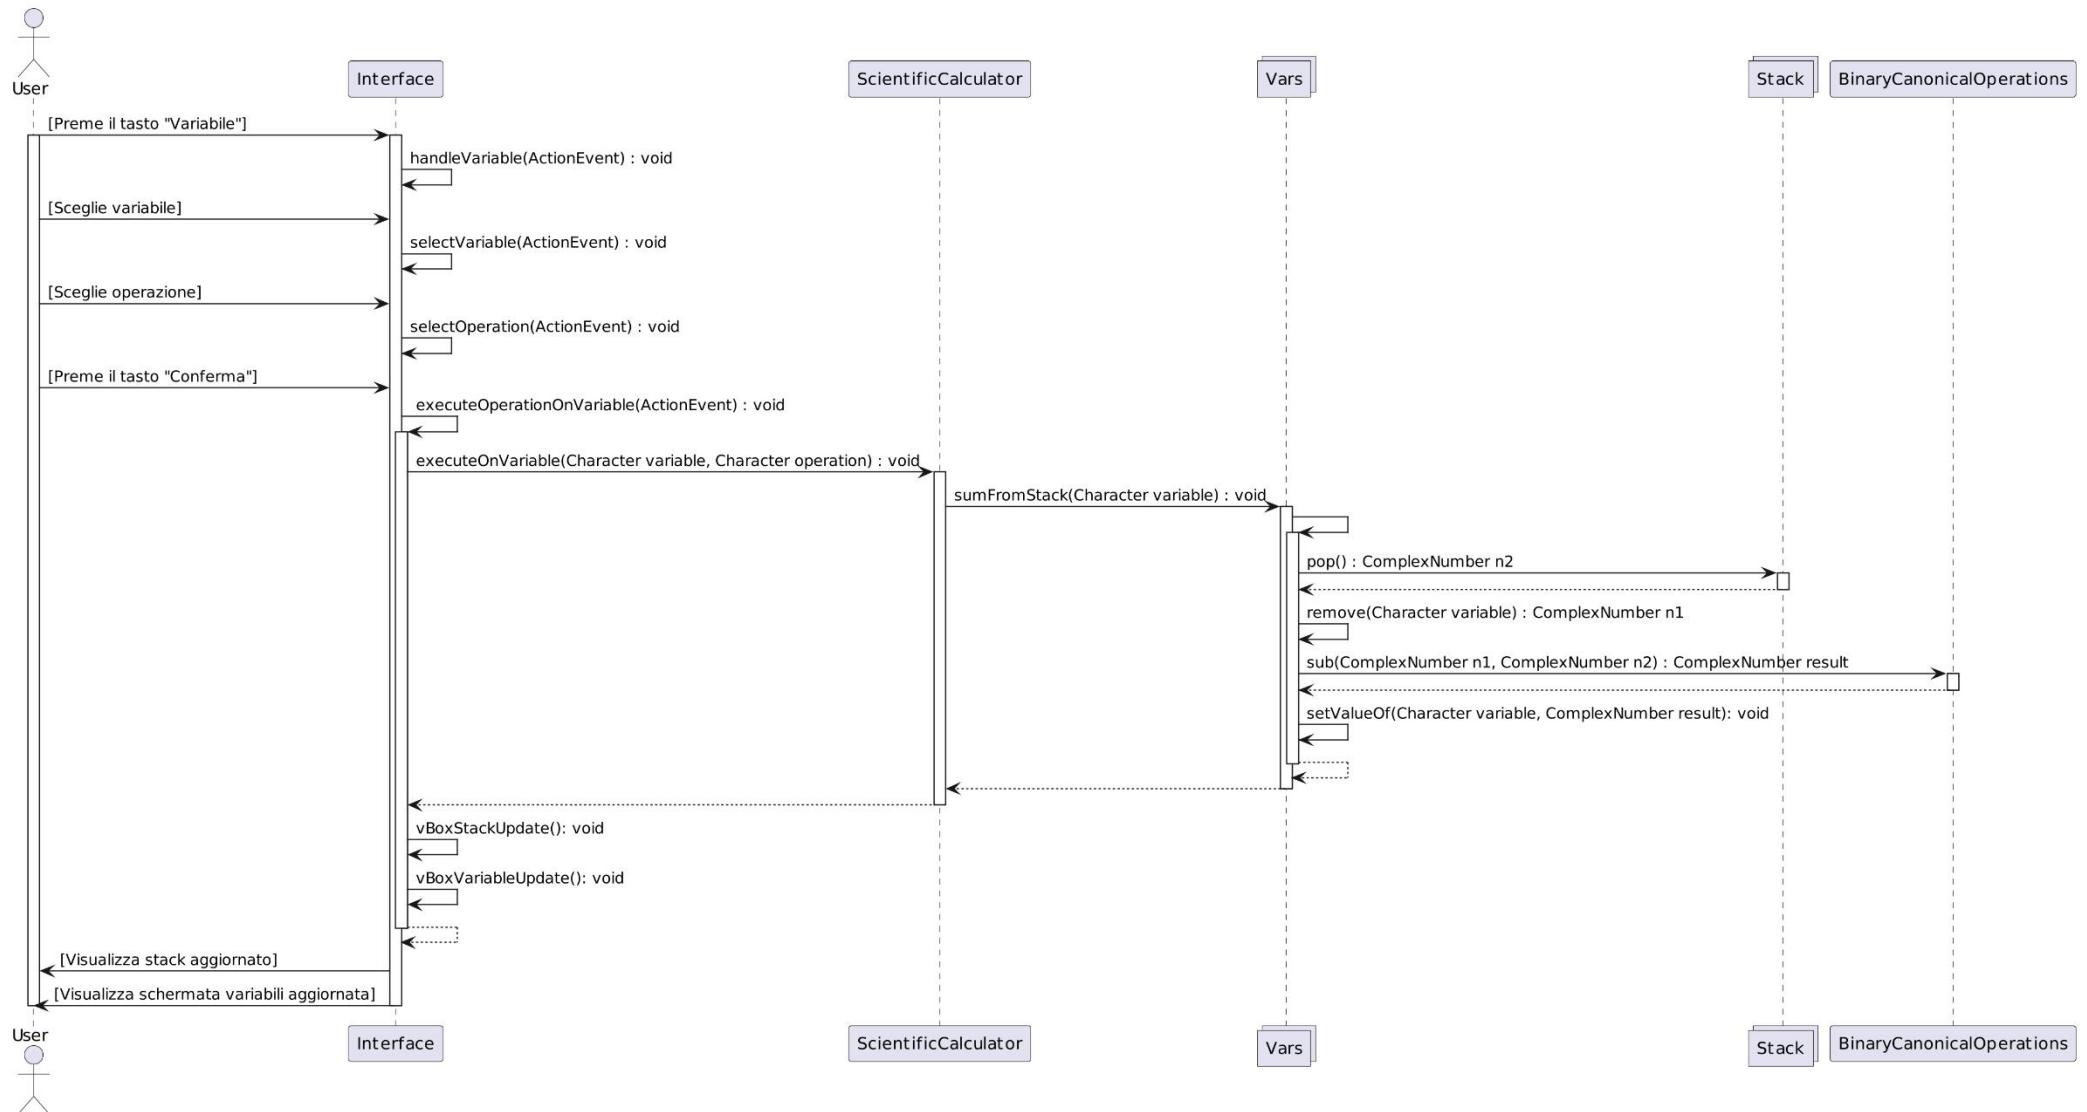 User
Interface
ScientificCalculator
Vars
Stack
BinaryCanonicalOperations
[Preme il tasto "Variabile"]
handleVariable(ActionEvent) : void
[Sceglie variabile]
selectVariable(ActionEvent) : void
[Sceglie operazione]
selectOperation(ActionEvent) : void
[Preme il tasto "Conferma"]
executeOperationOnVariable(ActionEvent) : void
executeOnVariable(Character variable, Character operation) : void
sumFromStack(Character variable) : void
pop() : ComplexNumber n2
remove(Character variable) : ComplexNumber n1
sub(ComplexNumber n1, ComplexNumber n2) : ComplexNumber result
setValueOf(Character variable, ComplexNumber result): void
vBoxStackUpdate(): void
vBoxVariableUpdate(): void
[Visualizza stack aggiornato]
[Visualizza schermata variabili aggiornata]
User
Interface
ScientificCalculator
Vars
Stack
BinaryCanonicalOperations